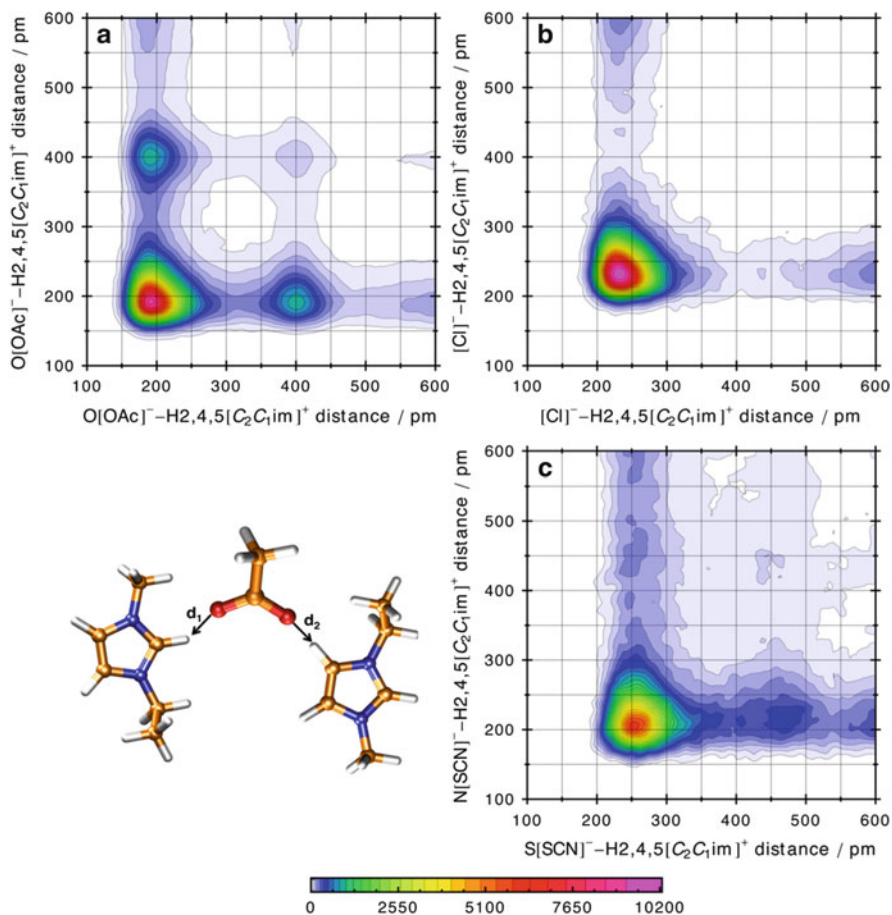 a
O[OAc]⁻–H2,4,5[C₂C₁im]⁺ distance / pm
600
500
400
300
200
100
100 200 300 400 500 600
O[OAc]⁻–H2,4,5[C₂C₁im]⁺ distance / pm
b
[Cl]⁻–H2,4,5[C₂C₁im]⁺ distance / pm
600
500
400
300
200
100
100 200 300 400 500 600
[Cl]⁻–H2,4,5[C₂C₁im]⁺ distance / pm
d₁
d₂
c
N[SCN]⁻–H2,4,5[C₂C₁im]⁺ distance / pm
600
500
400
300
200
100
100 200 300 400 500 600
S[SCN]⁻–H2,4,5[C₂C₁im]⁺ distance / pm
0 2550 5100 7650 10200